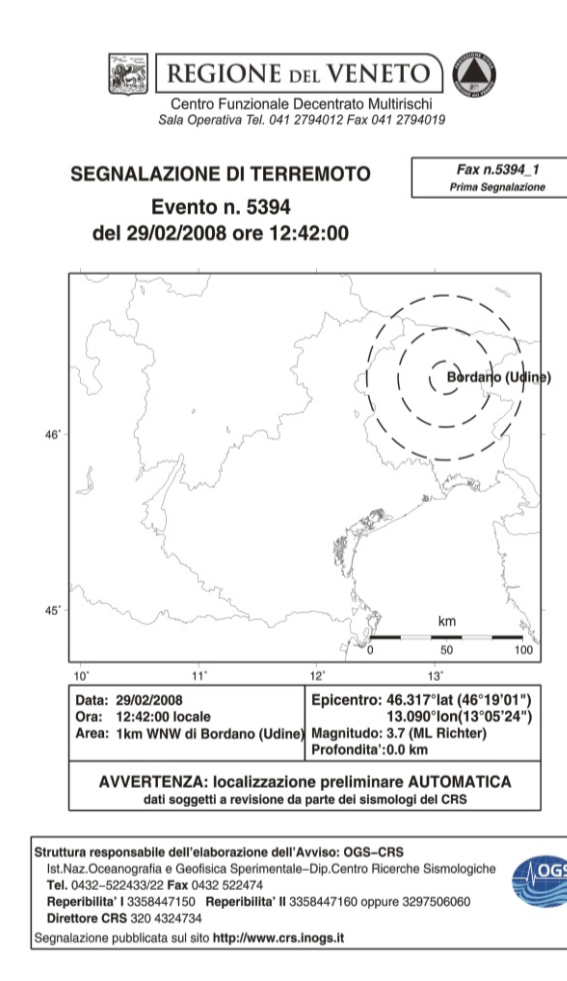 REGIONE DEL VENETO
Centro Funzionale Decentrato Multirischi
Sala Operativa Tel. 041 2794012 Fax 041 2794019
SEGNALAZIONE DI TERREMOTO
Evento n. 5394
del 29/02/2008 ore 12:42:00
Fax n.5394_1
Prima Segnalazione
Bordano (Udine)
46˚
45˚
km
0 50 100
10˚ 11˚ 12˚ 13˚
Data: 29/02/2008
Ora: 12:42:00 locale
Area: 1km WNW di Bordano (Udine)
Epicentro: 46.317°lat (46°19'01")
13.090°lon(13°05'24")
Magnitudo: 3.7 (ML Richter)
Profondita':0.0 km
AVVERTENZA: localizzazione preliminare AUTOMATICA
dati soggetti a revisione da parte dei sismologi del CRS
Struttura responsabile dell'elaborazione dell'Avviso: OGS−CRS
Ist.Naz.Oceanografia e Geofisica Sperimentale−Dip.Centro Ricerche Sismologiche
Tel. 0432−522433/22 Fax 0432 522474
Reperibilita' I 3358447150 Reperibilita' II 3358447160 oppure 3297506060
Direttore CRS 320 4324734
Segnalazione pubblicata sul sito http://www.crs.inogs.it
OGS